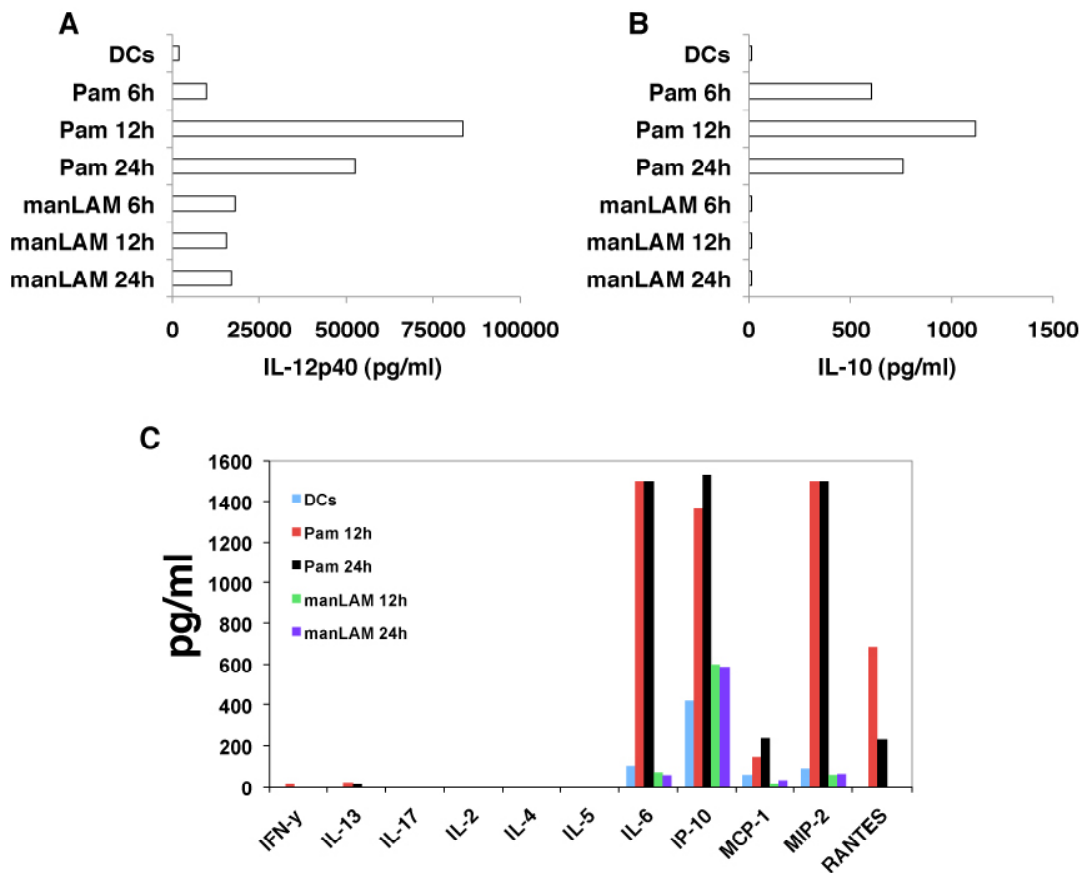 A
DCs
Pam 6h
Pam 12h
Pam 24h
manLAM 6h
manLAM 12h
manLAM 24h
0 25000 50000 75000 100000
IL-12p40 (pg/ml)
B
DCs
Pam 6h
Pam 12h
Pam 24h
manLAM 6h
manLAM 12h
manLAM 24h
0 500 1000 1500
IL-10 (pg/ml)
C
pg/ml
1600
1400
1200
1000
800
600
400
200
0
DCs
Pam 12h
Pam 24h
manLAM 12h
manLAM 24h
IFN-y
IL-13
IL-17
IL-2
IL-4
IL-5
IL-6
IP-10
MCP-1
MIP-2
RANTES